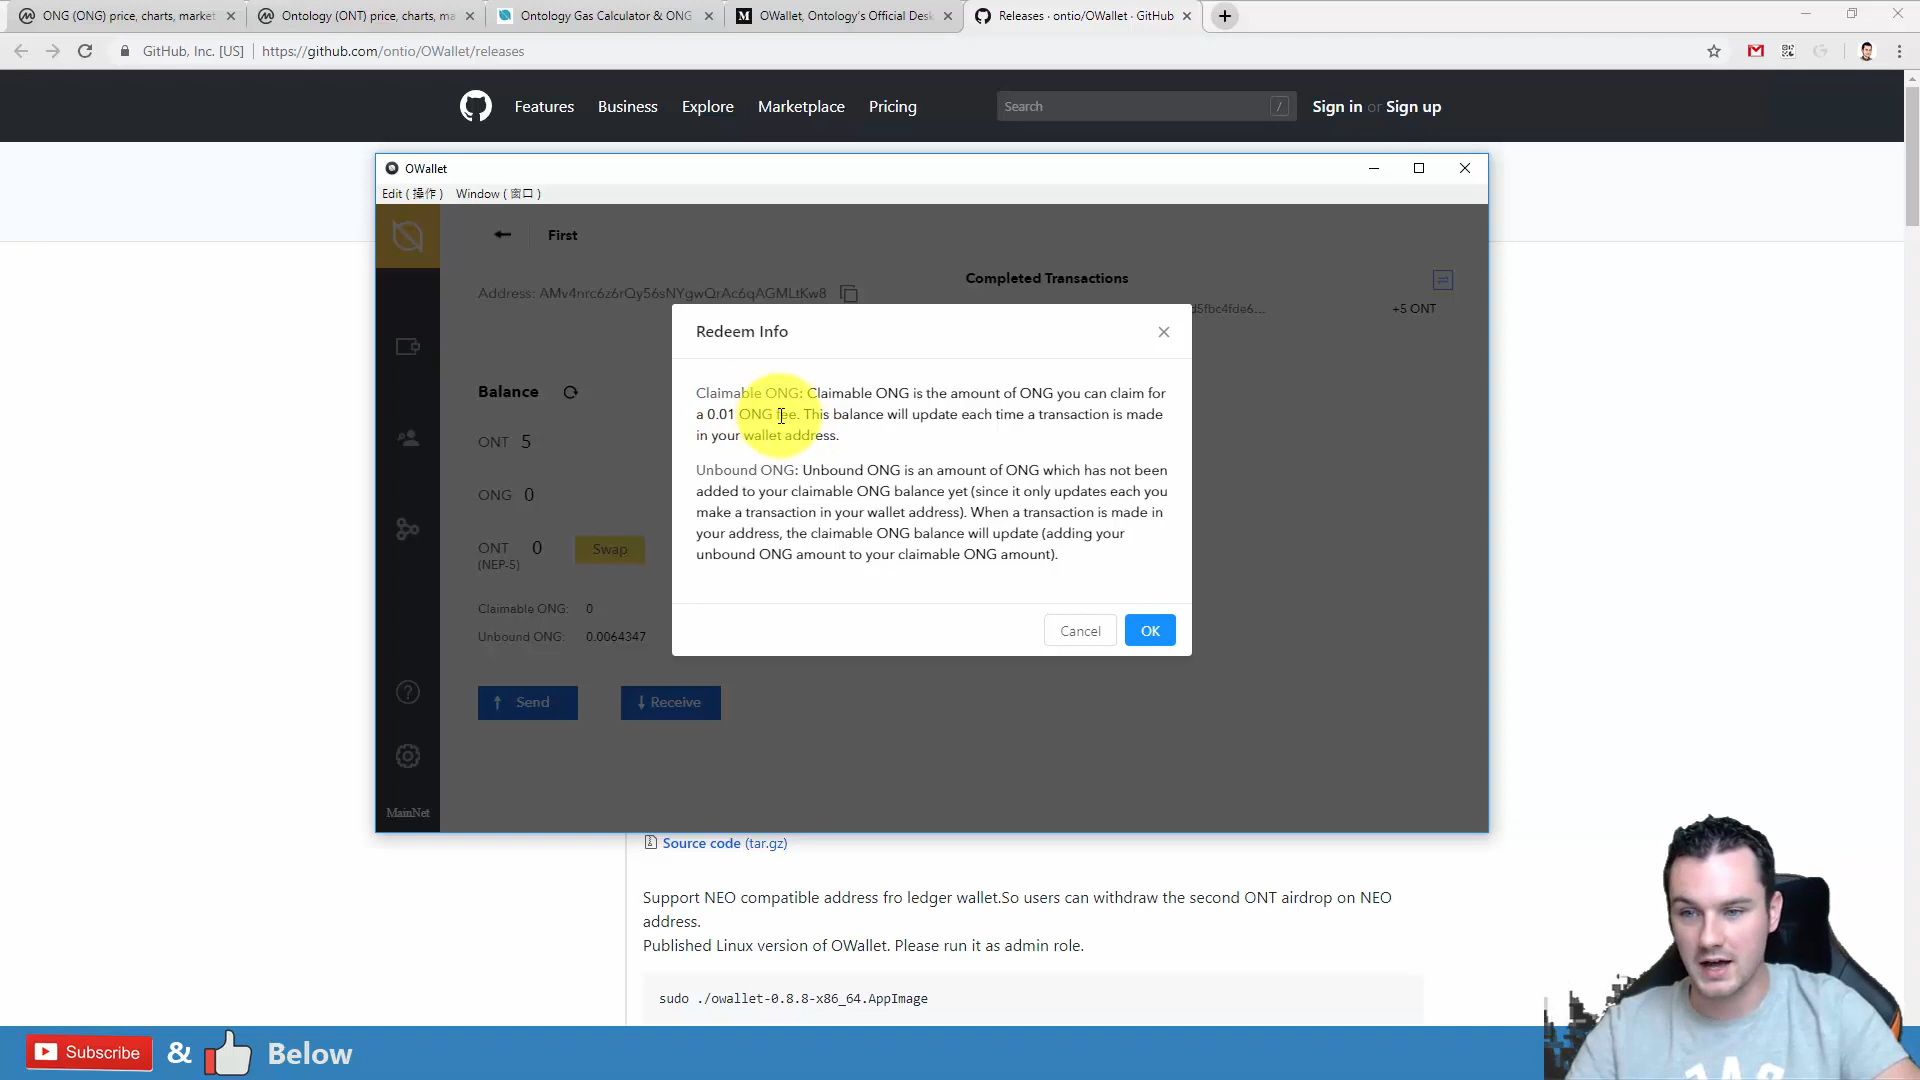 ONG (ONG) price, charts, market
Ontology (ONT) price, charts, ma
Ontology Gas Calculator & ONG
OWallet, Ontology's Official Desk
Releases · ontio/OWallet · GitHub
GitHub, Inc. [US] | https://github.com/ontio/OWallet/releases
Features Business Explore Marketplace Pricing
Search /
Sign in or Sign up
OWallet
Edit ( 操作 ) Window ( 窗口 )
First
Address: AMv4nrc6z6rQy56sNYgwQrAc6qAGMLtKw8
Completed Transactions
d5fbc4fde6... +5 ONT
Redeem Info
Claimable ONG: Claimable ONG is the amount of ONG you can claim for
a 0.01 ONG fee. This balance will update each time a transaction is made
in your wallet address.
Unbound ONG: Unbound ONG is an amount of ONG which has not been
added to your claimable ONG balance yet (since it only updates each you
make a transaction in your wallet address). When a transaction is made in
your address, the claimable ONG balance will update (adding your
unbound ONG amount to your claimable ONG amount).
Cancel OK
Balance
ONT 5
ONG 0
ONT 0 Swap
(NEP-5)
Claimable ONG: 0
Unbound ONG: 0.0064347
Send Receive
MainNet
Source code (tar.gz)
Support NEO compatible address fro ledger wallet.So users can withdraw the second ONT airdrop on NEO
address.
Published Linux version of OWallet. Please run it as admin role.
sudo ./owallet-0.8.8-x86_64.AppImage
Subscribe & Below